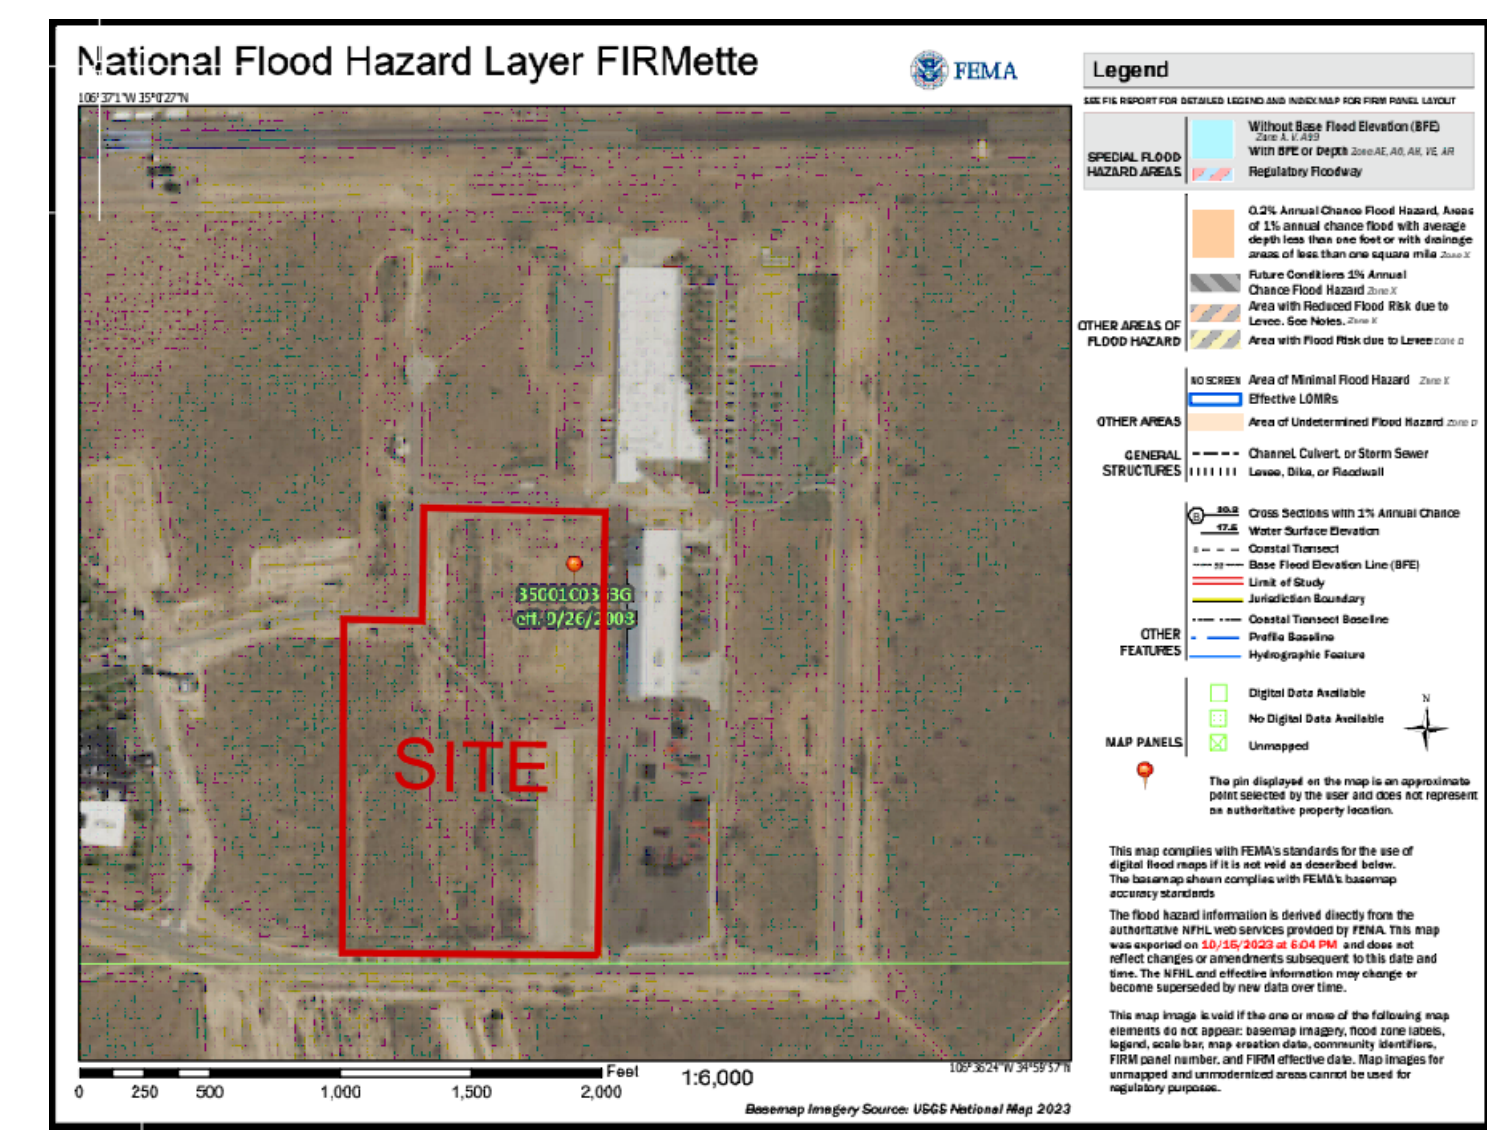 National Flood Hazard Layer FIRMette
FEMA
106°37'1"W 35°0'27"N
SITE
eff. 9/26/2008
Feet
0 250 500 1,000 1,500 2,000
1:6,000
106°36'24"W 34°59'57"N
Basemap Imagery Source: USGS National Map 2023
Legend
SEE FIS REPORT FOR DETAILED LEGEND AND INDEX MAP FOR FIRM PANEL LAYOUT
SPECIAL FLOOD
HAZARD AREAS
Without Base Flood Elevation (BFE)
Zone A, V, A99
With BFE or Depth Zone AE, AO, AH, VE, AR
Regulatory Floodway
OTHER AREAS OF
FLOOD HAZARD
0.2% Annual Chance Flood Hazard, Areas
of 1% annual chance flood with average
depth less than one foot or with drainage
areas of less than one square mile Zone X
Future Conditions 1% Annual
Chance Flood Hazard Zone X
Area with Reduced Flood Risk due to
Levee. See Notes. Zone X
Area with Flood Risk due to Levee Zone D
OTHER AREAS
NO SCREEN Area of Minimal Flood Hazard Zone X
Effective LOMRs
Area of Undetermined Flood Hazard Zone D
GENERAL
STRUCTURES
Channel, Culvert, or Storm Sewer
Levee, Dike, or Floodwall
OTHER
FEATURES
B 20.2 Cross Sections with 1% Annual Chance
17.5 Water Surface Elevation
8 Coastal Transect
Base Flood Elevation Line (BFE)
Limit of Study
Jurisdiction Boundary
Coastal Transect Baseline
Profile Baseline
Hydrographic Feature
MAP PANELS
Digital Data Available
No Digital Data Available
Unmapped
N
The pin displayed on the map is an approximate
point selected by the user and does not represent
an authoritative property location.
This map complies with FEMA's standards for the use of
digital flood maps if it is not void as described below.
The basemap shown complies with FEMA's basemap
accuracy standards
The flood hazard information is derived directly from the
authoritative NFHL web services provided by FEMA. This map
was exported on 10/15/2023 at 6:04 PM and does not
reflect changes or amendments subsequent to this date and
time. The NFHL and effective information may change or
become superseded by new data over time.
This map image is void if the one or more of the following map
elements do not appear: basemap imagery, flood zone labels,
legend, scale bar, map creation date, community identifiers,
FIRM panel number, and FIRM effective date. Map images for
unmapped and unmodernized areas cannot be used for
regulatory purposes.